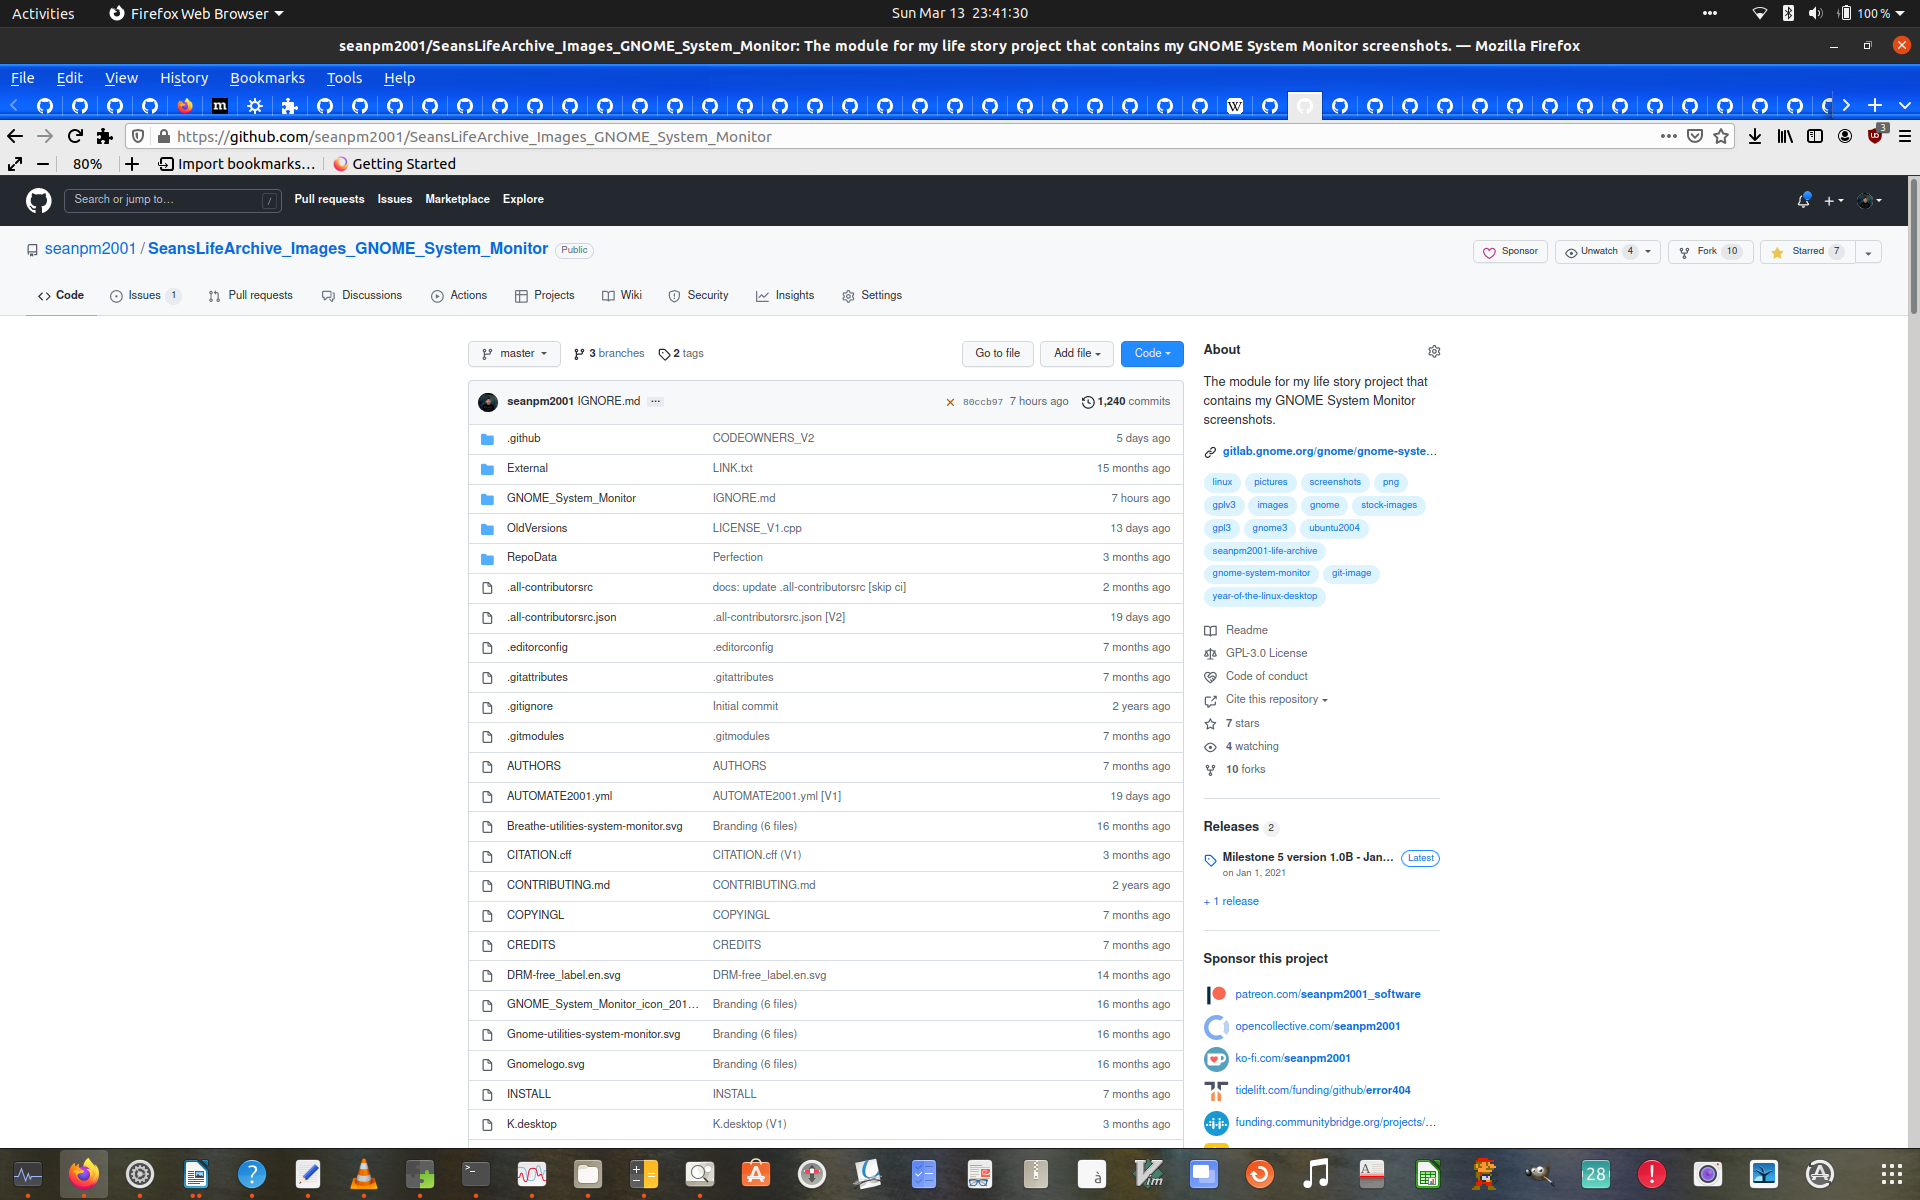 Activities Firefox Web Browser Sun Mar 13 23:41:30 100 %
seanpm2001/SeansLifeArchive_Images_GNOME_System_Monitor: The module for my life story project that contains my GNOME System Monitor screenshots. — Mozilla Firefox
File Edit View History Bookmarks Tools Help
https://github.com/seanpm2001/SeansLifeArchive_Images_GNOME_System_Monitor 3
80% Import bookmarks... Getting Started
Search or jump to... / Pull requests Issues Marketplace Explore
seanpm2001 / SeansLifeArchive_Images_GNOME_System_Monitor Public Sponsor Unwatch 4 Fork 10 Starred 7
Code Issues 1 Pull requests Discussions Actions Projects Wiki Security Insights Settings
master 3 branches 2 tags Go to file Add file Code
seanpm2001 IGNORE.md ... 80ccb97 7 hours ago 1,240 commits
.github CODEOWNERS_V2 5 days ago
External LINK.txt 15 months ago
GNOME_System_Monitor IGNORE.md 7 hours ago
OldVersions LICENSE_V1.cpp 13 days ago
RepoData Perfection 3 months ago
.all-contributorsrc docs: update .all-contributorsrc [skip ci] 2 months ago
.all-contributorsrc.json .all-contributorsrc.json [V2] 19 days ago
.editorconfig .editorconfig 7 months ago
.gitattributes .gitattributes 7 months ago
.gitignore Initial commit 2 years ago
.gitmodules .gitmodules 7 months ago
AUTHORS AUTHORS 7 months ago
AUTOMATE2001.yml AUTOMATE2001.yml [V1] 19 days ago
Breathe-utilities-system-monitor.svg Branding (6 files) 16 months ago
CITATION.cff CITATION.cff (V1) 3 months ago
CONTRIBUTING.md CONTRIBUTING.md 2 years ago
COPYINGL COPYINGL 7 months ago
CREDITS CREDITS 7 months ago
DRM-free_label.en.svg DRM-free_label.en.svg 14 months ago
GNOME_System_Monitor_icon_201... Branding (6 files) 16 months ago
Gnome-utilities-system-monitor.svg Branding (6 files) 16 months ago
Gnomelogo.svg Branding (6 files) 16 months ago
INSTALL INSTALL 7 months ago
K.desktop K.desktop (V1) 3 months ago
About
The module for my life story project that
contains my GNOME System Monitor
screenshots.
gitlab.gnome.org/gnome/gnome-syste...
linux pictures screenshots png
gplv3 images gnome stock-images
gpl3 gnome3 ubuntu2004
seanpm2001-life-archive
gnome-system-monitor git-image
year-of-the-linux-desktop
Readme
GPL-3.0 License
Code of conduct
Cite this repository
7 stars
4 watching
10 forks
Releases 2
Milestone 5 version 1.0B - Jan... Latest
on Jan 1, 2021
+ 1 release
Sponsor this project
patreon.com/seanpm2001_software
opencollective.com/seanpm2001
ko-fi.com/seanpm2001
tidelift.com/funding/github/error404
funding.communitybridge.org/projects/...
28